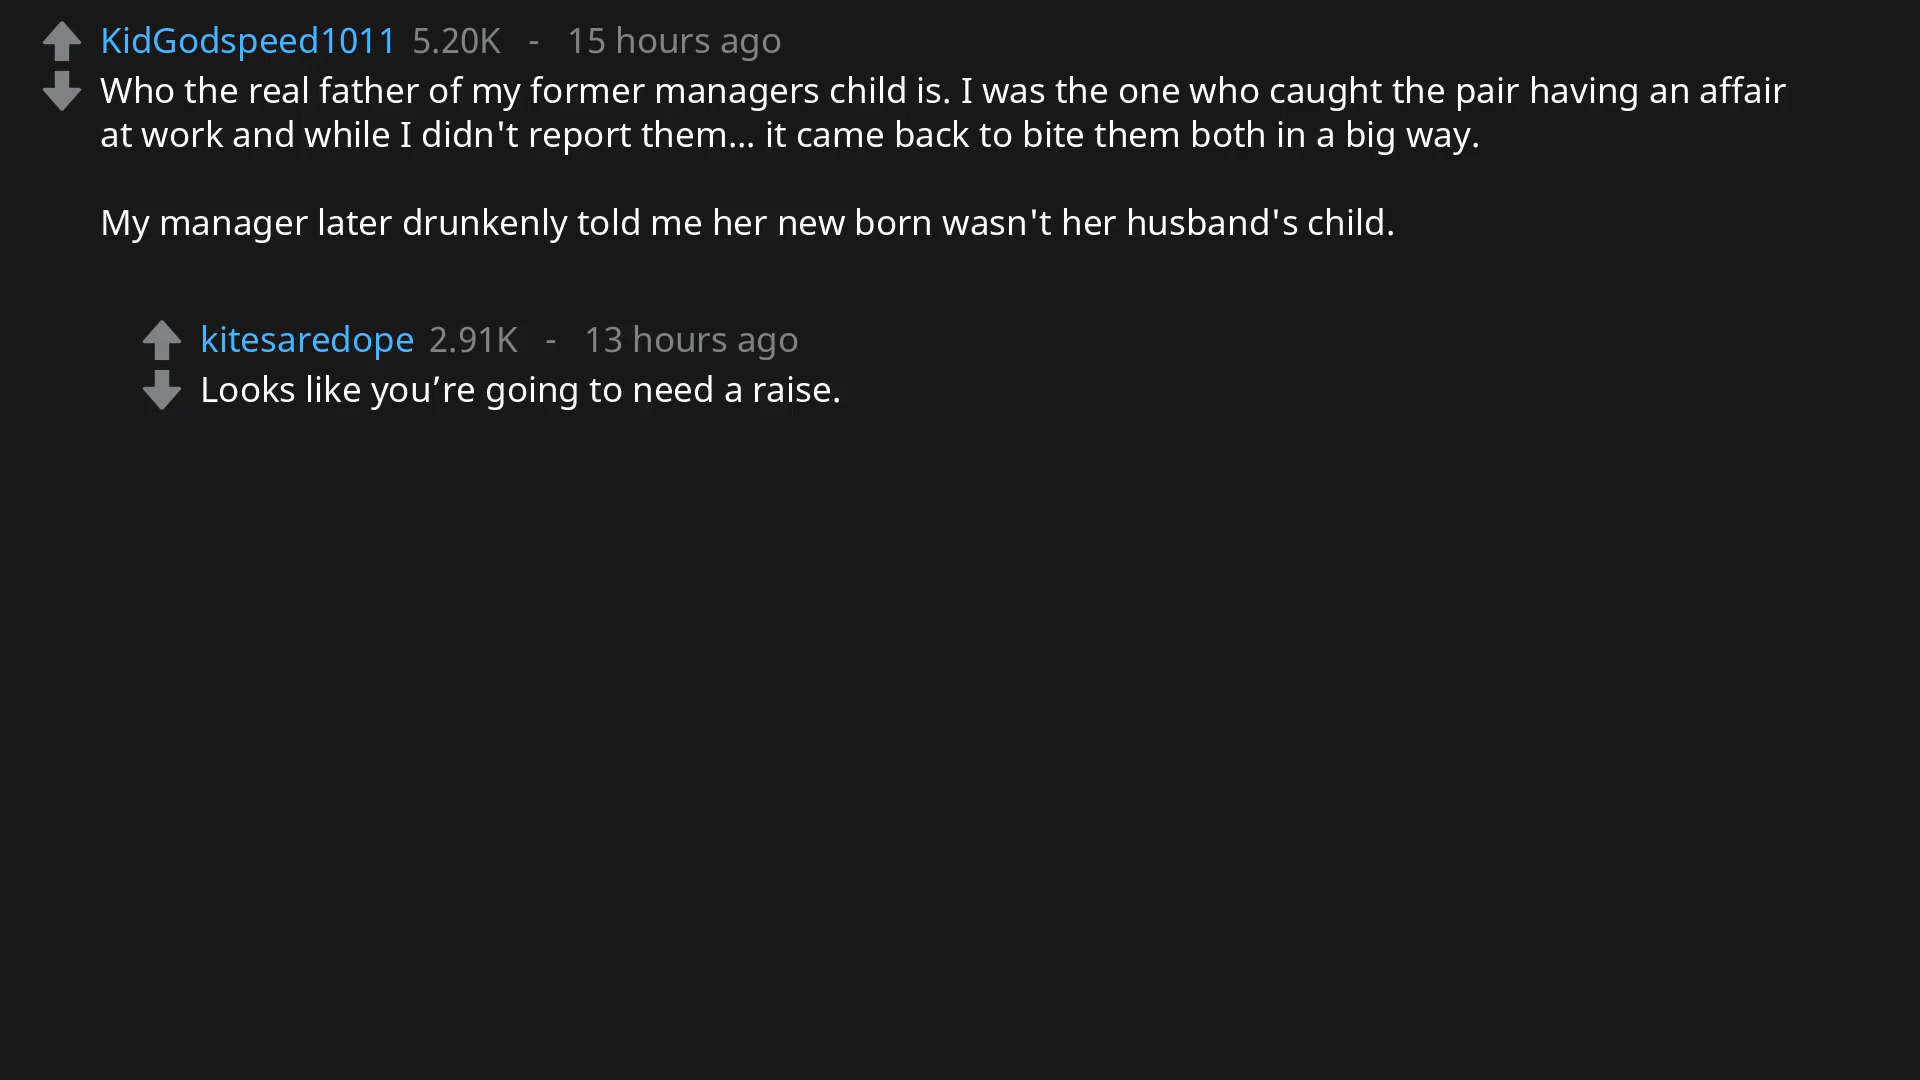 KidGodspeed1011 5.20K - 15 hours ago
Who the real father of my former managers child is. I was the one who caught the pair having an affair
at work and while I didn't report them... it came back to bite them both in a big way.
My manager later drunkenly told me her new born wasn't her husband's child.
kitesaredope 2.91K - 13 hours ago
Looks like you’re going to need a raise.